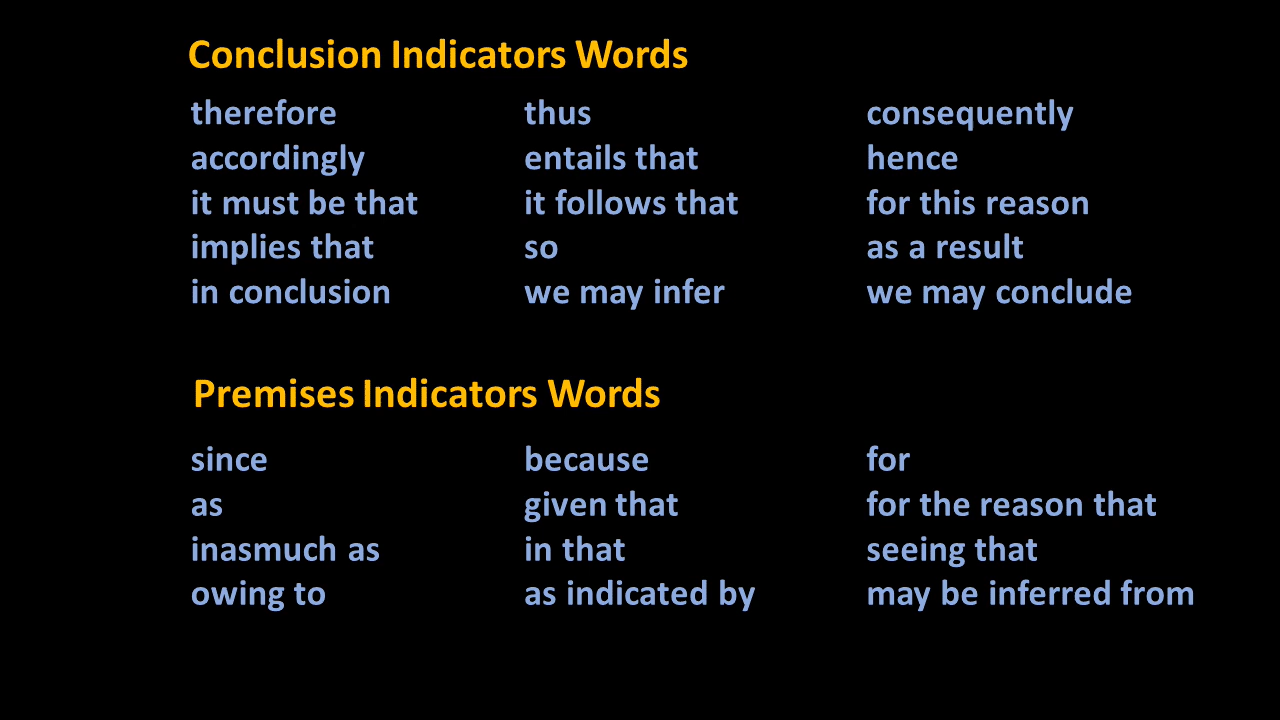 Conclusion Indicators Words
therefore thus consequently
accordingly entails that hence
it must be that it follows that for this reason
implies that so as a result
in conclusion we may infer we may conclude
Premises Indicators Words
since because for
as given that for the reason that
inasmuch as in that seeing that
owing to as indicated by may be inferred from